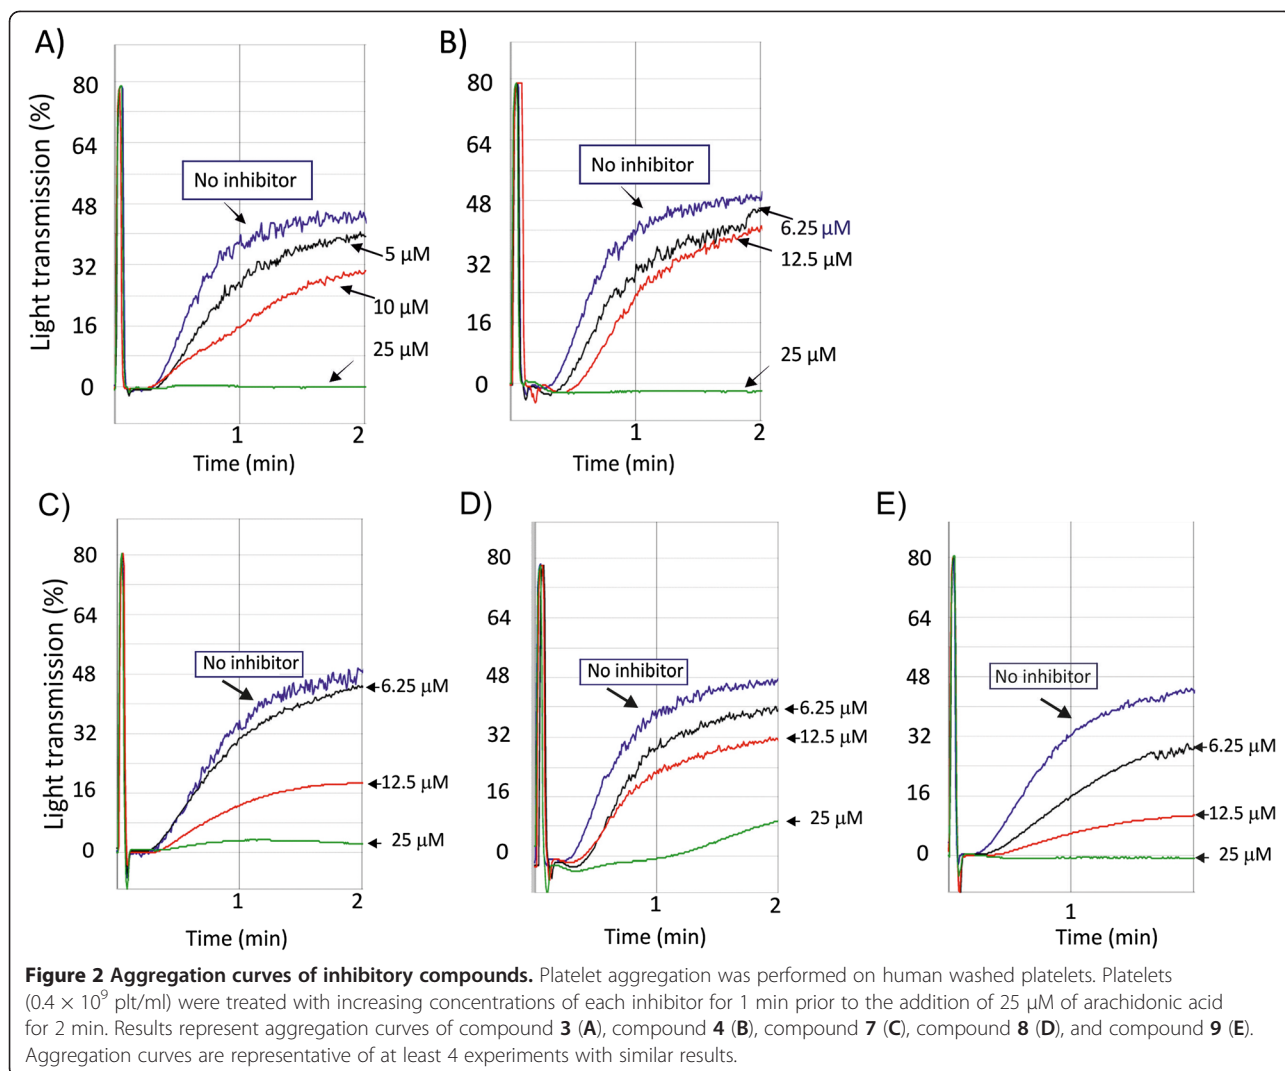 A)
Light transmission (%)
80
64
48
32
16
0
No inhibitor
5 µM
10 µM
25 µM
1
2
Time (min)
B)
80
64
48
32
16
0
No inhibitor
6.25 µM
12.5 µM
25 µM
1
2
Time (min)
C)
Light transmission (%)
80
64
48
32
16
0
No inhibitor
6.25 µM
12.5 µM
25 µM
1
2
Time (min)
D)
80
64
48
32
16
0
No inhibitor
6.25 µM
12.5 µM
25 µM
1
2
Time (min)
E)
80
64
48
32
16
0
No inhibitor
6.25 µM
12.5 µM
25 µM
1
Time (min)
Figure 2 Aggregation curves of inhibitory compounds. Platelet aggregation was performed on human washed platelets. Platelets
(0.4 × 10⁹ plt/ml) were treated with increasing concentrations of each inhibitor for 1 min prior to the addition of 25 µM of arachidonic acid
for 2 min. Results represent aggregation curves of compound 3 (A), compound 4 (B), compound 7 (C), compound 8 (D), and compound 9 (E).
Aggregation curves are representative of at least 4 experiments with similar results.